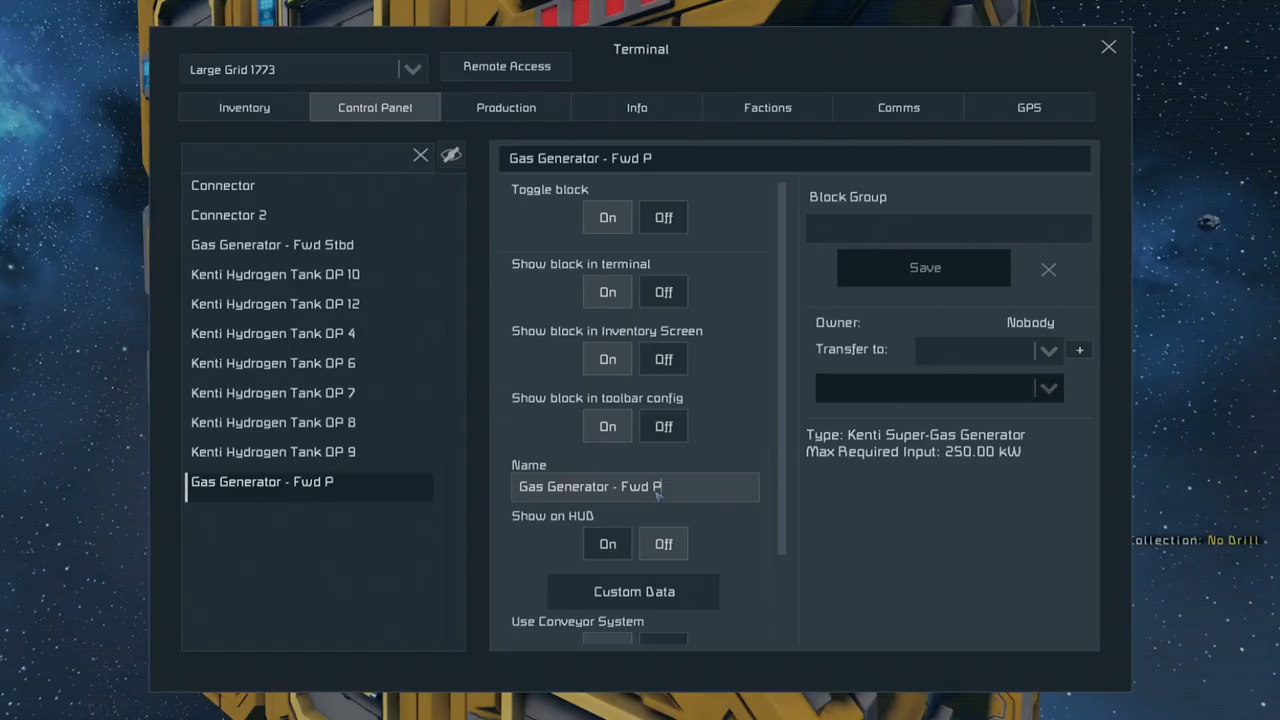 Terminal
Large Grid 1773
Remote Access
Inventory
Control Panel
Production
Info
Factions
Comms
GPS
Connector
Connector 2
Gas Generator - Fwd Stbd
Kenti Hydrogen Tank OP 10
Kenti Hydrogen Tank OP 12
Kenti Hydrogen Tank OP 4
Kenti Hydrogen Tank OP 6
Kenti Hydrogen Tank OP 7
Kenti Hydrogen Tank OP 8
Kenti Hydrogen Tank OP 9
Gas Generator - Fwd P
Gas Generator - Fwd P
Toggle block
On Off
Show block in terminal
On Off
Show block in Inventory Screen
On Off
Show block in toolbar config
On Off
Name
Gas Generator - Fwd P
Show on HUD
On Off
Custom Data
Use Conveyor System
Block Group
Save
Owner: Nobody
Transfer to:
+
Type: Kenti Super-Gas Generator
Max Required Input: 250.00 kW
ollection: No Drill